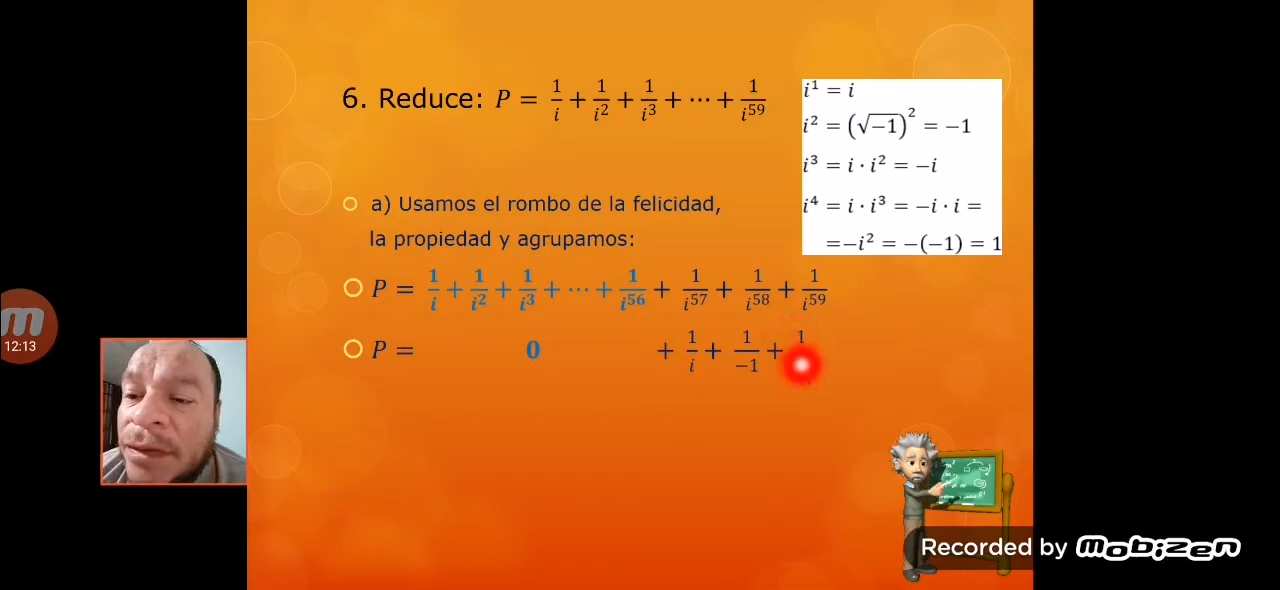 6. Reduce: P = 1/i + 1/i² + 1/i³ + ⋯ + 1/i⁵⁹
i¹ = i
i² = (√−1)² = −1
i³ = i · i² = −i
i⁴ = i · i³ = −i · i =
=−i² = −(−1) = 1
a) Usamos el rombo de la felicidad,
la propiedad y agrupamos:
P = 1/i + 1/i² + 1/i³ + ⋯ + 1/i⁵⁶ + 1/i⁵⁷ + 1/i⁵⁸ + 1/i⁵⁹
P = 0 + 1/i + 1/−1 + 1
m
12:13
Recorded by mobizen